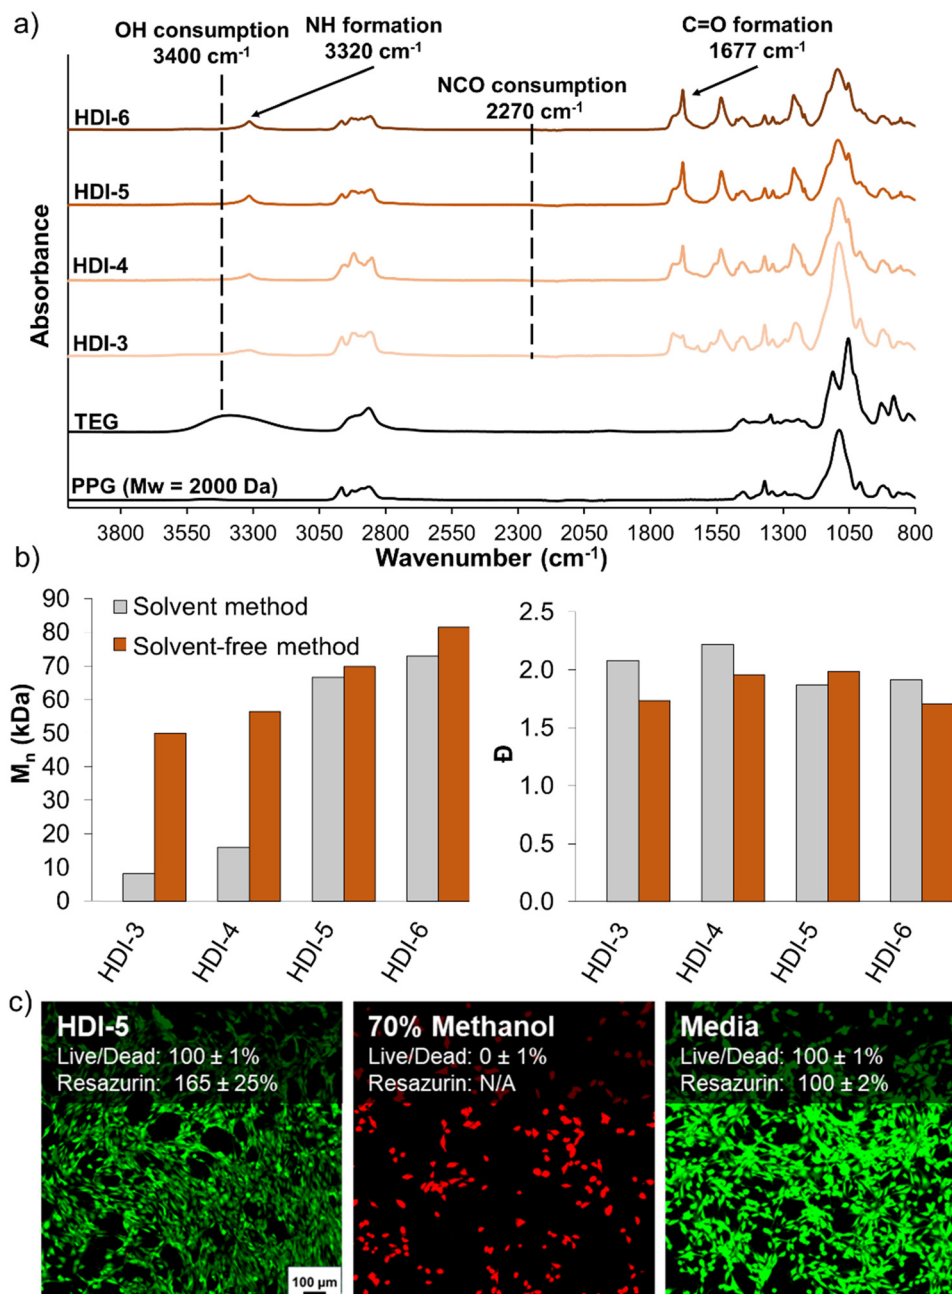 a)
OH consumption
3400 cm⁻¹
NH formation
3320 cm⁻¹
NCO consumption
2270 cm⁻¹
C=O formation
1677 cm⁻¹
HDI-6
HDI-5
HDI-4
HDI-3
TEG
PPG (Mw = 2000 Da)
Absorbance
3800 3550 3300 3050 2800 2550 2300 2050 1800 1550 1300 1050 800
Wavenumber (cm⁻¹)
b)
Solvent method
Solvent-free method
Mₙ (kDa)
90
80
70
60
50
40
30
20
10
0
HDI-3
HDI-4
HDI-5
HDI-6
Đ
2.5
2.0
1.5
1.0
0.5
0.0
HDI-3
HDI-4
HDI-5
HDI-6
c)
HDI-5
Live/Dead: 100 ± 1%
Resazurin: 165 ± 25%
100 µm
70% Methanol
Live/Dead: 0 ± 1%
Resazurin: N/A
Media
Live/Dead: 100 ± 1%
Resazurin: 100 ± 2%